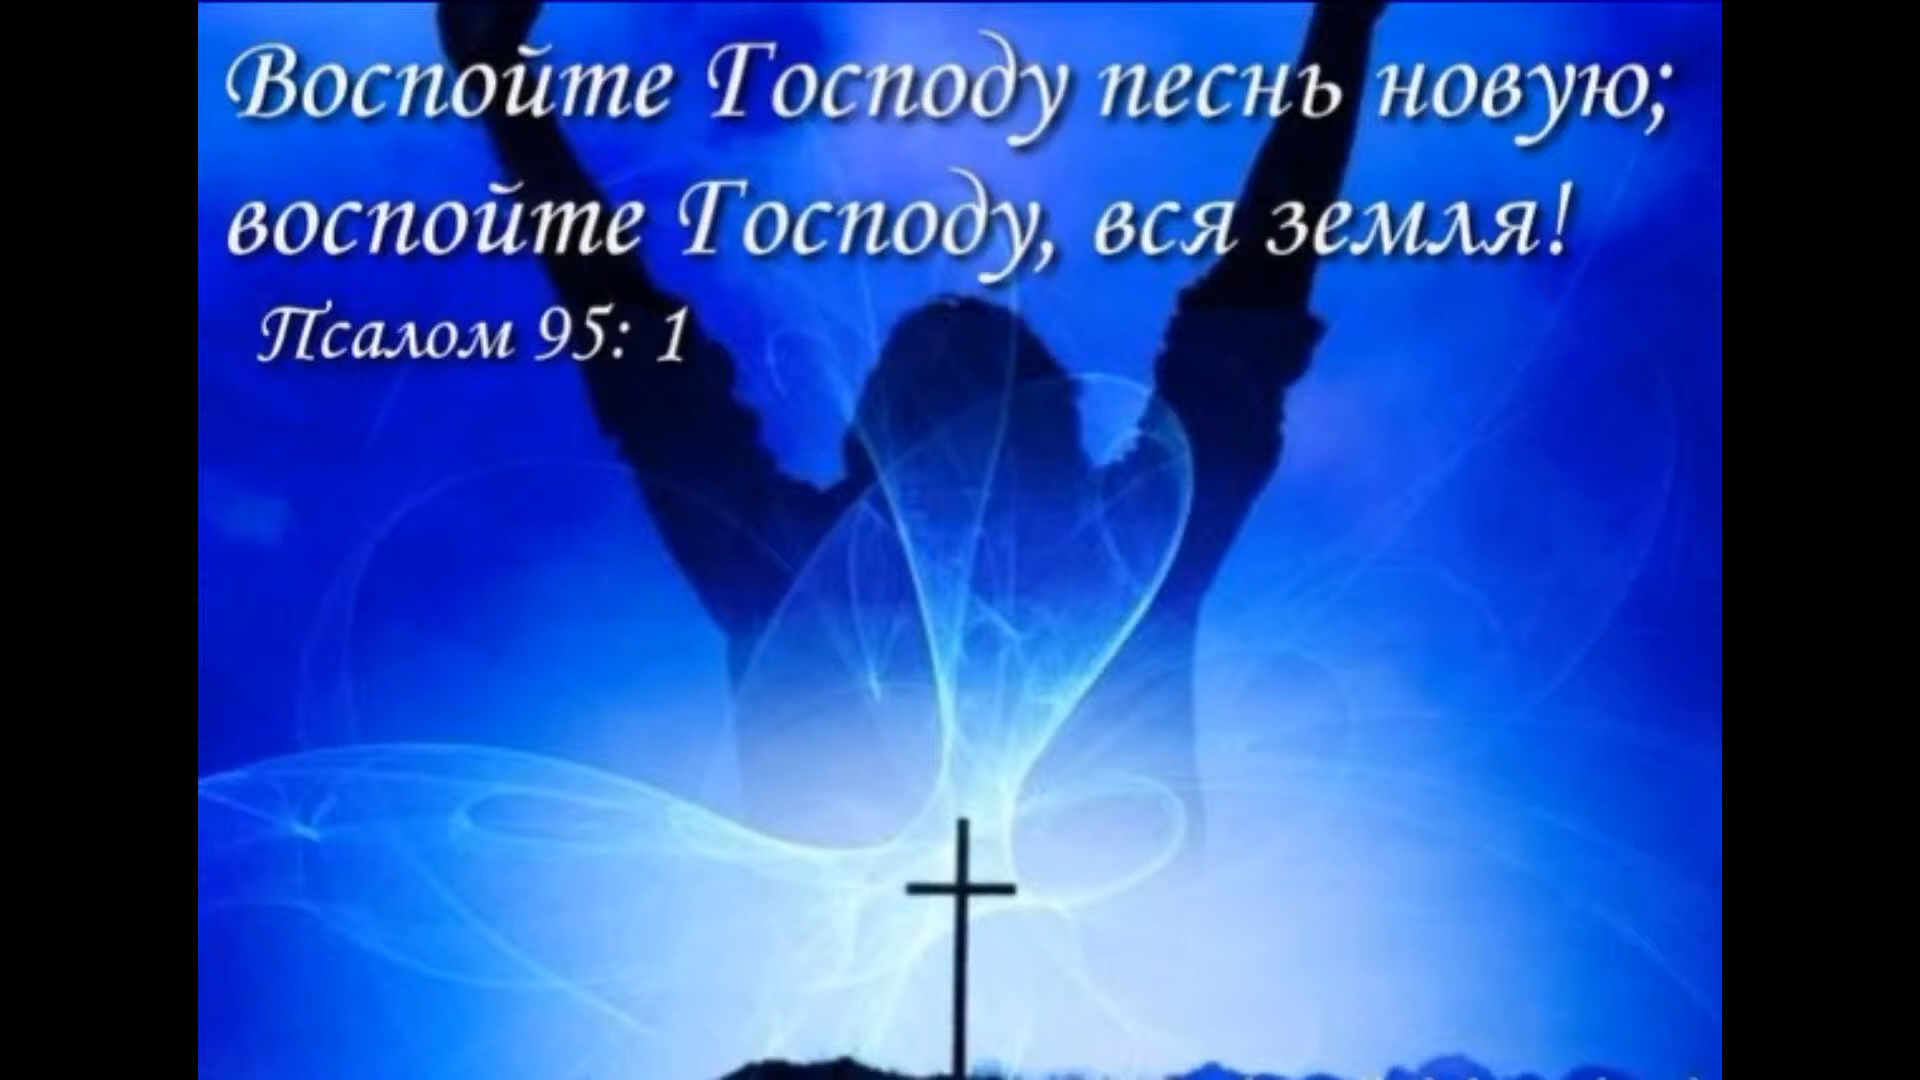 Воспойте Господу песнь новую;
воспойте Господу, вся земля!
Псалом 95: 1